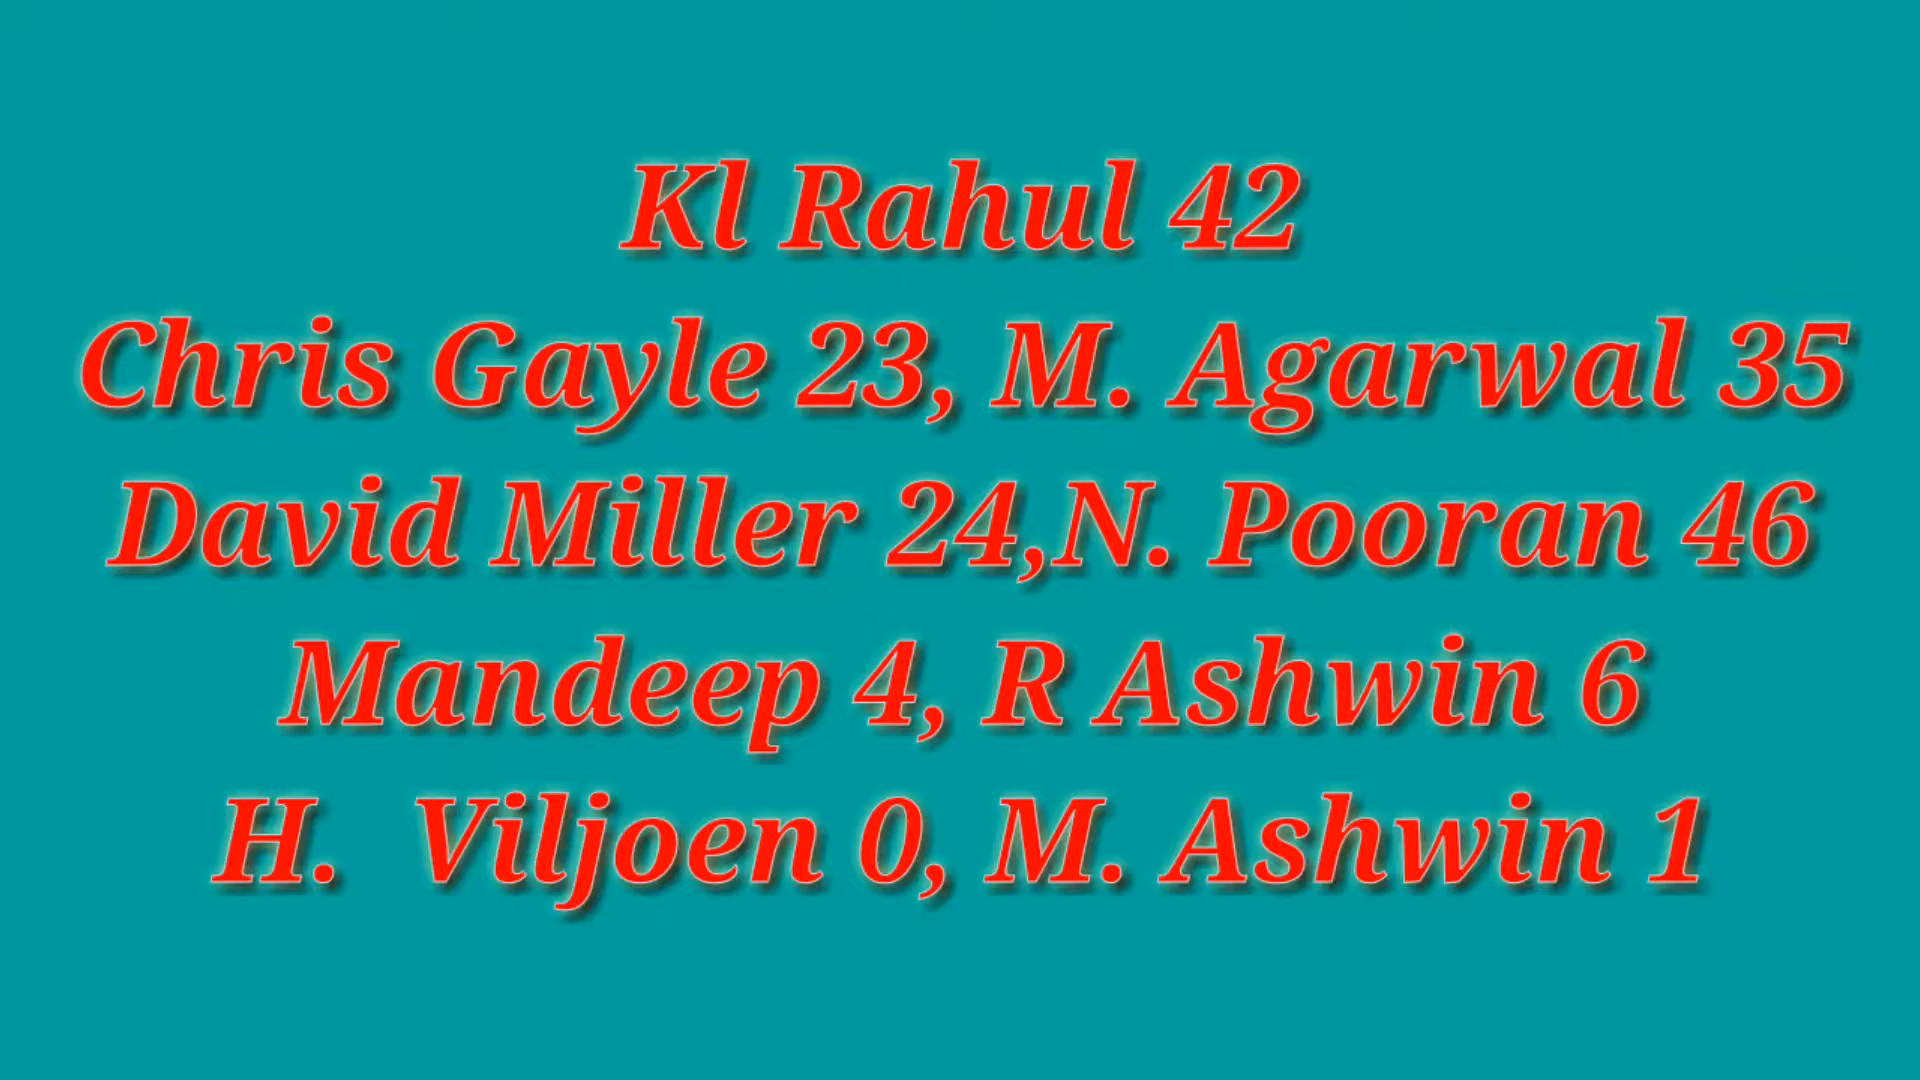 Kl Rahul 42
Chris Gayle 23, M. Agarwal 35
David Miller 24,N. Pooran 46
Mandeep 4, R Ashwin 6
H.  Viljoen 0, M. Ashwin 1